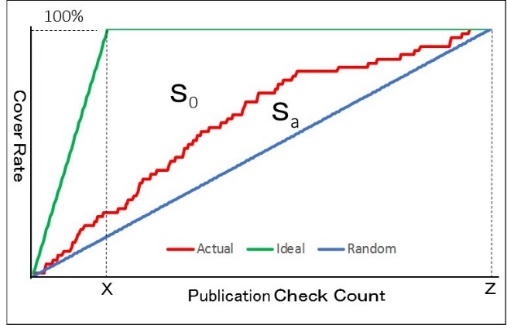 100%
S0
Sa
Cover Rate
Actual
Ideal
Random
X
Z
Publication Check Count